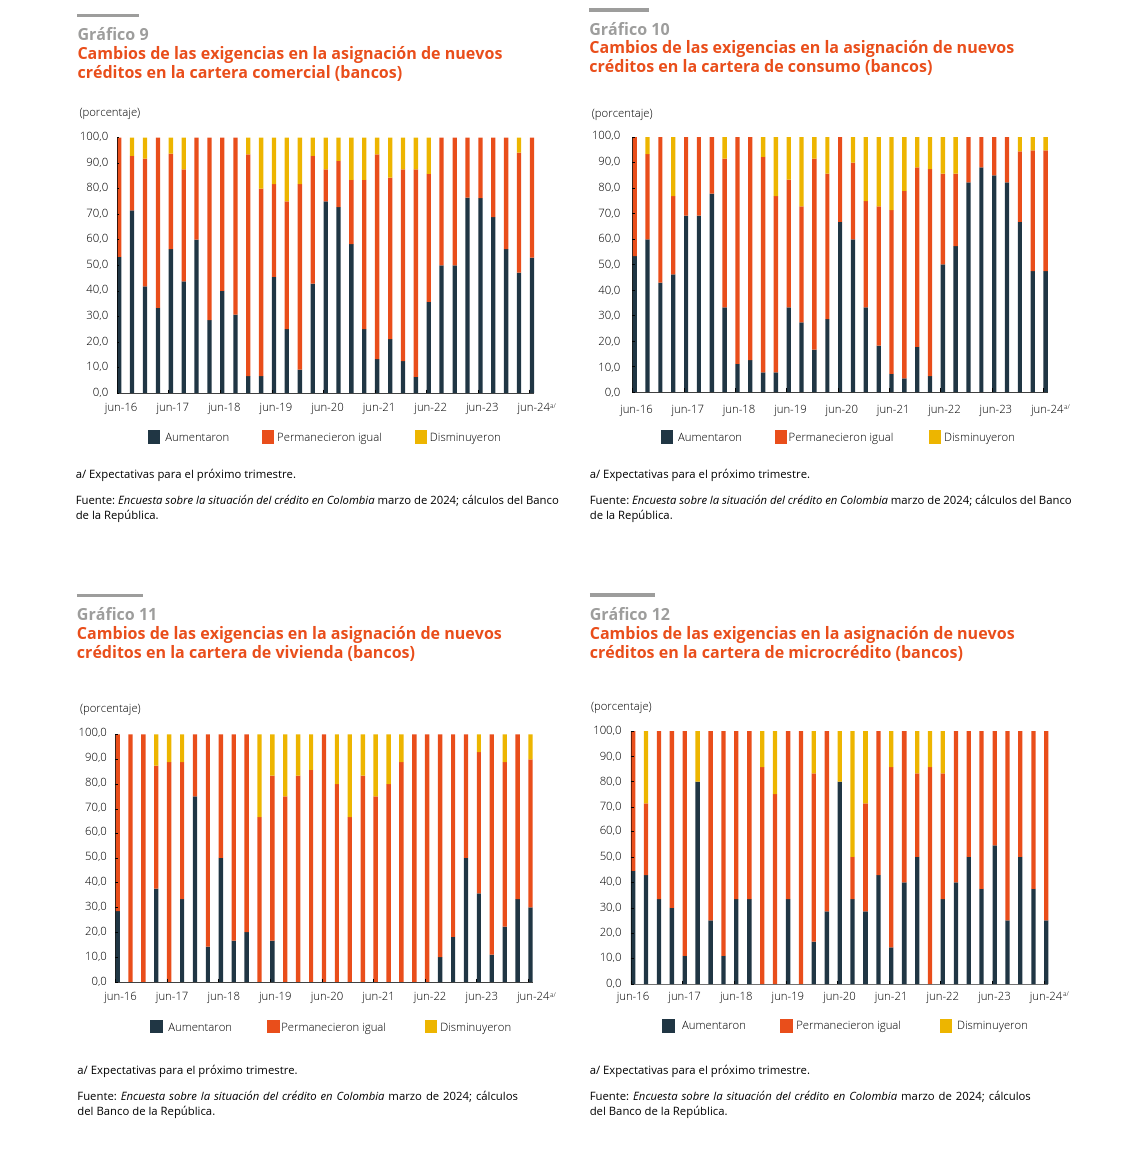 Gráfico 9
Cambios de las exigencias en la asignación de nuevos
créditos en la cartera comercial (bancos)
(porcentaje)
100,0
90,0
80,0
70,0
60,0
50,0
40,0
30,0
20,0
10,0
0,0
jun-16 jun-17 jun-18 jun-19 jun-20 jun-21 jun-22 jun-23 jun-24a/
Aumentaron Permanecieron igual Disminuyeron
a/ Expectativas para el próximo trimestre.
Fuente: Encuesta sobre la situación del crédito en Colombia marzo de 2024; cálculos del Banco
de la República.
Gráfico 10
Cambios de las exigencias en la asignación de nuevos
créditos en la cartera de consumo (bancos)
(porcentaje)
100,0
90,0
80,0
70,0
60,0
50,0
40,0
30,0
20,0
10,0
0,0
jun-16 jun-17 jun-18 jun-19 jun-20 jun-21 jun-22 jun-23 jun-24a/
Aumentaron Permanecieron igual Disminuyeron
a/ Expectativas para el próximo trimestre.
Fuente: Encuesta sobre la situación del crédito en Colombia marzo de 2024; cálculos del Banco
de la República.
Gráfico 11
Cambios de las exigencias en la asignación de nuevos
créditos en la cartera de vivienda (bancos)
(porcentaje)
100,0
90,0
80,0
70,0
60,0
50,0
40,0
30,0
20,0
10,0
0,0
jun-16 jun-17 jun-18 jun-19 jun-20 jun-21 jun-22 jun-23 jun-24a/
Aumentaron Permanecieron igual Disminuyeron
a/ Expectativas para el próximo trimestre.
Fuente: Encuesta sobre la situación del crédito en Colombia marzo de 2024; cálculos
del Banco de la República.
Gráfico 12
Cambios de las exigencias en la asignación de nuevos
créditos en la cartera de microcrédito (bancos)
(porcentaje)
100,0
90,0
80,0
70,0
60,0
50,0
40,0
30,0
20,0
10,0
0,0
jun-16 jun-17 jun-18 jun-19 jun-20 jun-21 jun-22 jun-23 jun-24a/
Aumentaron Permanecieron igual Disminuyeron
a/ Expectativas para el próximo trimestre.
Fuente: Encuesta sobre la situación del crédito en Colombia marzo de 2024; cálculos
del Banco de la República.